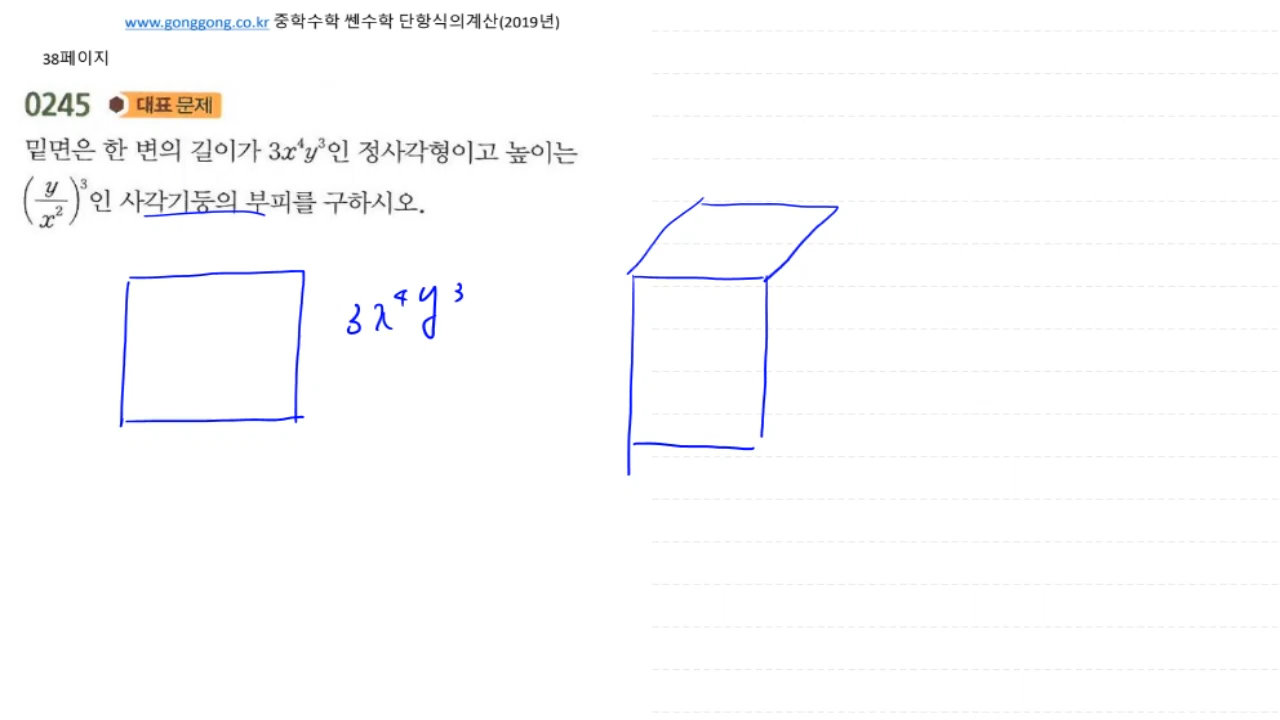 www.gonggong.co.kr 중학수학 쎈수학 단항식의계산(2019년)
38페이지
0245 대표 문제
밑면은 한 변의 길이가 3x⁴y³인 정사각형이고 높이는
(y/x²)³인 사각기둥의 부피를 구하시오.
3x⁴y³